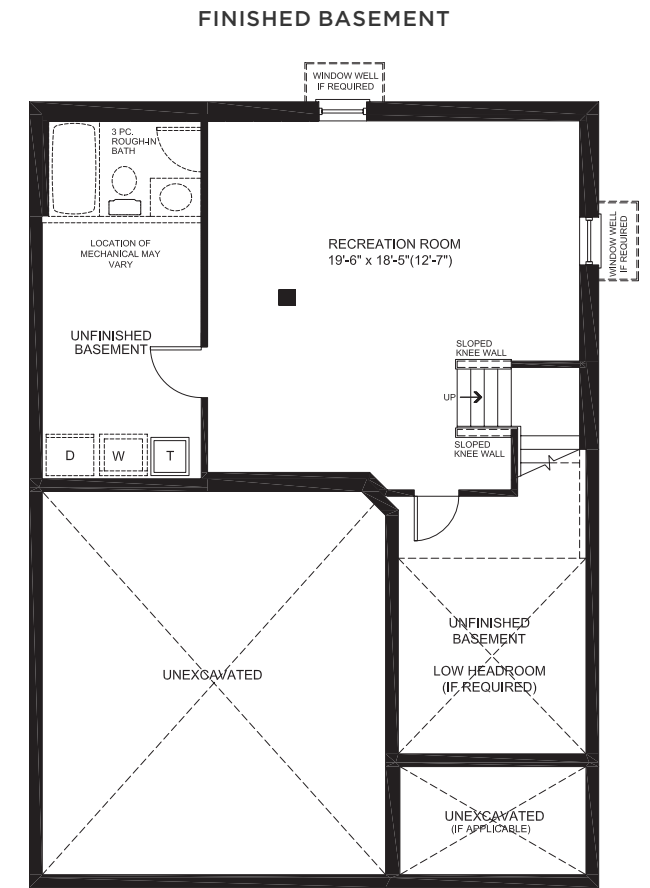 FINISHED BASEMENT
WINDOW WELL
IF REQUIRED
3 PC.
ROUGH-IN
BATH
WINDOW WELL
IF REQUIRED
LOCATION OF
MECHANICAL MAY
VARY
RECREATION ROOM
19'-6" x 18'-5"(12'-7")
UNFINISHED
BASEMENT
SLOPED
KNEE WALL
UP
SLOPED
KNEE WALL
D W T
UNFINISHED
BASEMENT
LOW HEADROOM
(IF REQUIRED)
UNEXCAVATED
UNEXCAVATED
(IF APPLICABLE)